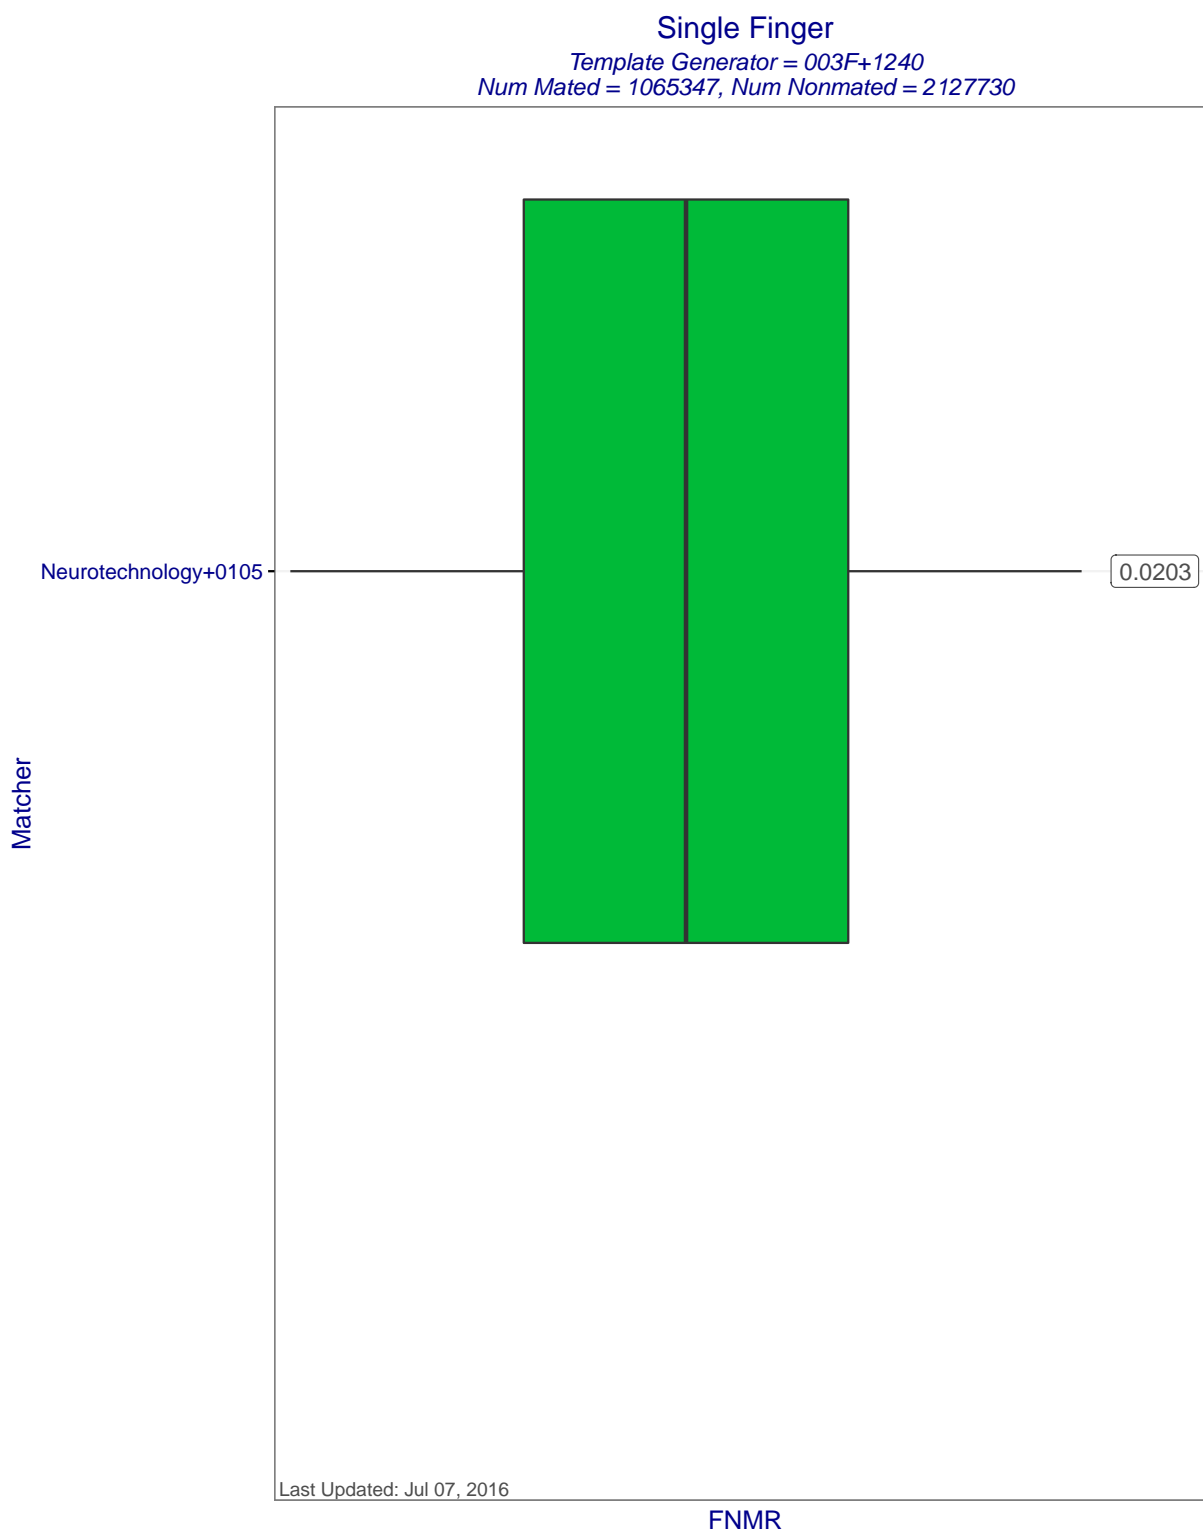 Single Finger
Template Generator = 003F+1240
Num Mated = 1065347, Num Nonmated = 2127730
Neurotechnology+0105
0.0203
Matcher
Last Updated: Jul 07, 2016
FNMR